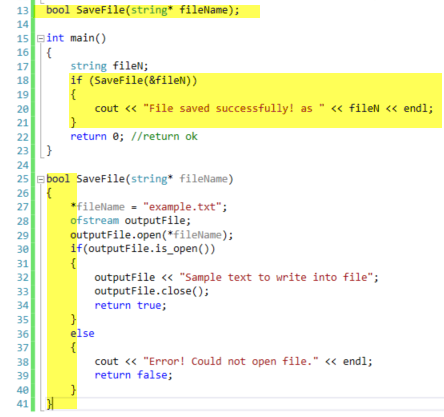 13 bool SaveFile(string* fileName);
14
15 int main()
16 {
17 string fileN;
18 if (SaveFile(&fileN))
19 {
20 cout << "File saved successfully! as " << fileN << endl;
21 }
22 return 0; //return ok
23 }
24
25 bool SaveFile(string* fileName)
26 {
27 *fileName = "example.txt";
28 ofstream outputFile;
29 outputFile.open(*fileName);
30 if(outputFile.is_open())
31 {
32 outputFile << "Sample text to write into file";
33 outputFile.close();
34 return true;
35 }
36 else
37 {
38 cout << "Error! Could not open file." << endl;
39 return false;
40 }
41 }